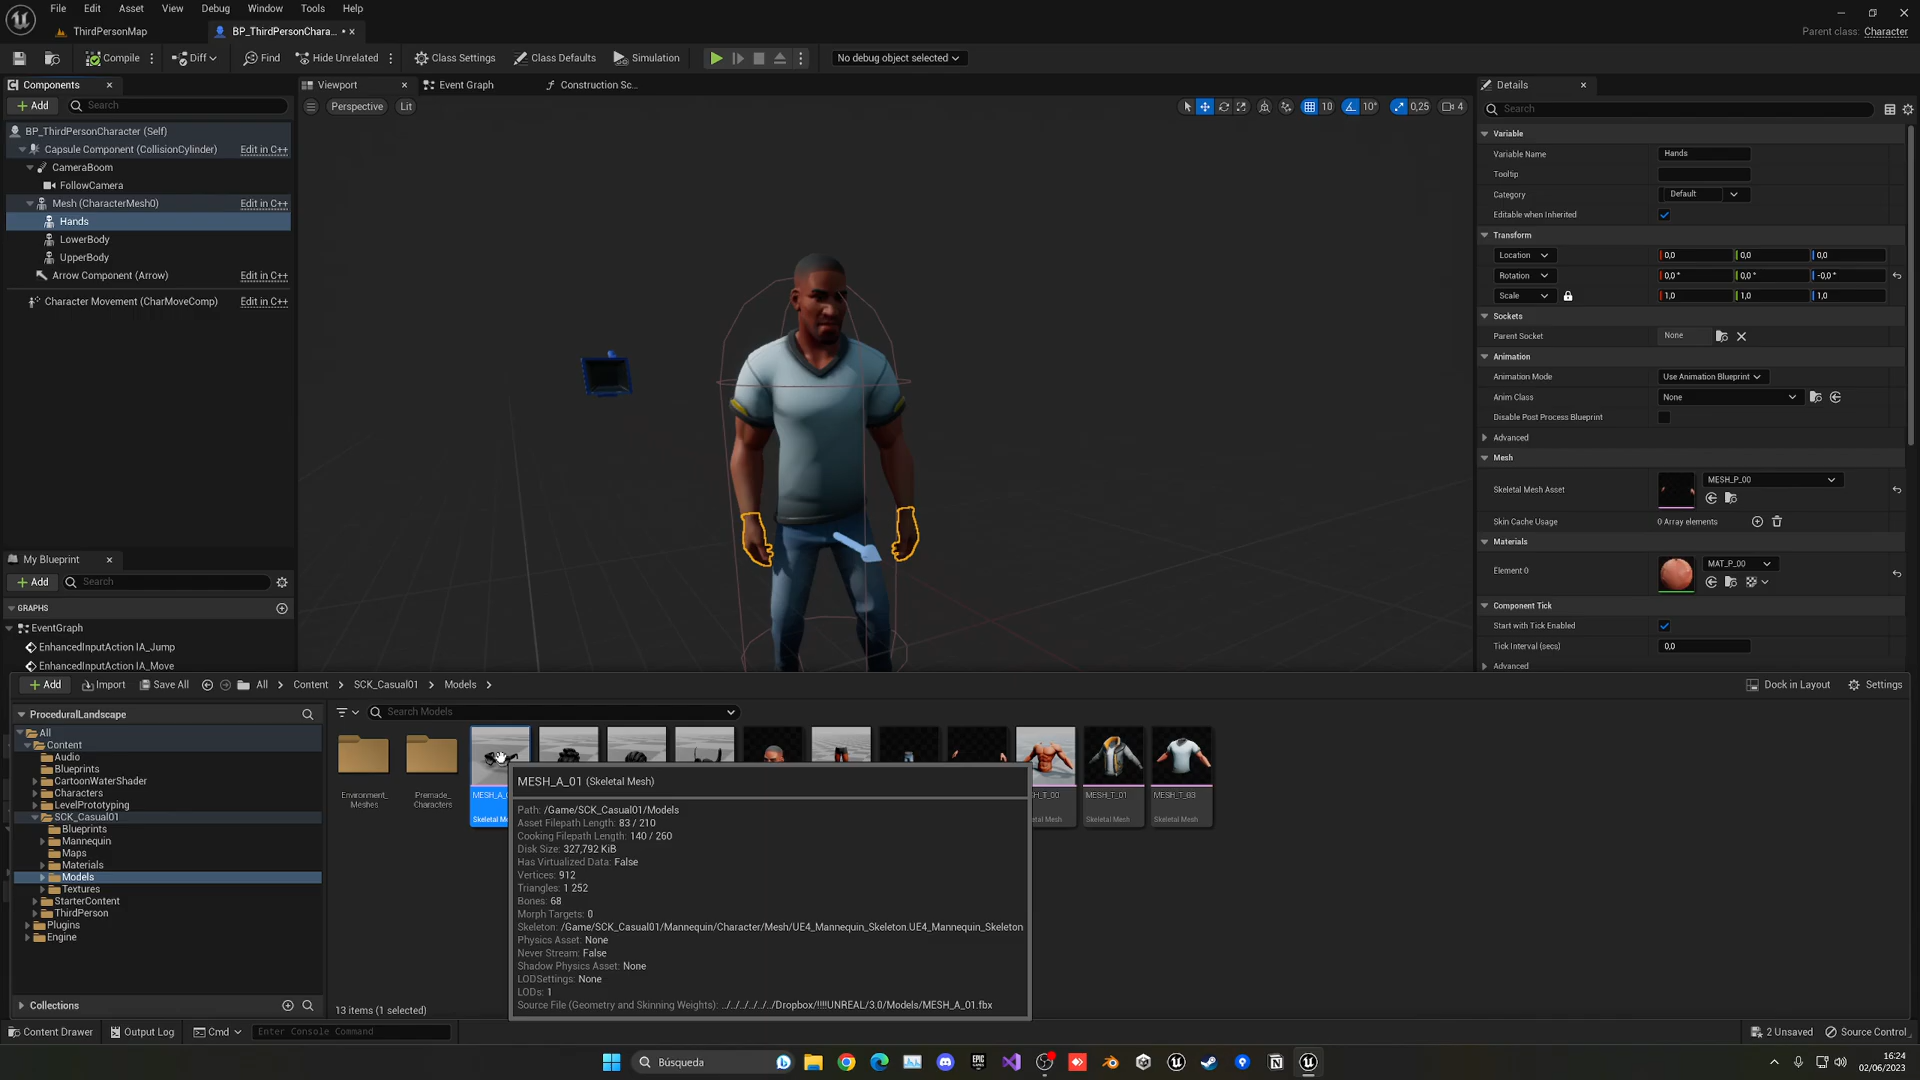 File Edit Asset View Debug Window Tools Help
ThirdPersonMap BP_ThirdPersonChara... •
Parent class: Character
Compile Diff Find Hide Unrelated Class Settings Class Defaults Simulation No debug object selected
Components
Add Search
BP_ThirdPersonCharacter (Self)
Capsule Component (CollisionCylinder) Edit in C++
CameraBoom
FollowCamera
Mesh (CharacterMesh0) Edit in C++
Hands
LowerBody
UpperBody
Arrow Component (Arrow) Edit in C++
Character Movement (CharMoveComp) Edit in C++
My Blueprint
Add Search
GRAPHS
EventGraph
EnhancedInputAction IA_Jump
EnhancedInputAction IA_Move
Viewport Event Graph Construction Sc...
Perspective Lit
10 10° 0,25 4
Details
Search
Variable
Variable Name Hands
Tooltip
Category Default
Editable when Inherited
Transform
Location 0,0 0,0 0,0
Rotation 0,0 ° 0,0 ° -0,0 °
Scale 1,0 1,0 1,0
Sockets
Parent Socket None
Animation
Animation Mode Use Animation Blueprint
Anim Class None
Disable Post Process Blueprint
Advanced
Mesh
Skeletal Mesh Asset MESH_P_00
Skin Cache Usage 0 Array elements
Materials
Element 0 MAT_P_00
Component Tick
Start with Tick Enabled
Tick Interval (secs) 0,0
Advanced
Add Import Save All All Content SCK_Casual01 Models
Dock in Layout Settings
ProceduralLandscape
All
Content
Audio
Blueprints
CartoonWaterShader
Characters
LevelPrototyping
SCK_Casual01
Blueprints
Mannequin
Maps
Materials
Models
Textures
StarterContent
ThirdPerson
Plugins
Engine
Collections
Search Models
Environment_
Meshes
Premade_
Characters
MESH_A_0
Skeletal Me
MESH_T_00
al Mesh
MESH_T_01
Skeletal Mesh
MESH_T_03
Skeletal Mesh
MESH_A_01 (Skeletal Mesh)
Path: /Game/SCK_Casual01/Models
Asset Filepath Length: 83 / 210
Cooking Filepath Length: 140 / 260
Disk Size: 327,792 KiB
Has Virtualized Data: False
Vertices: 912
Triangles: 1 252
Bones: 68
Morph Targets: 0
Skeleton: /Game/SCK_Casual01/Mannequin/Character/Mesh/UE4_Mannequin_Skeleton.UE4_Mannequin_Skeleton
Physics Asset: None
Never Stream: False
Shadow Physics Asset: None
LODSettings: None
LODs: 1
Source File (Geometry and Skinning Weights): ../../../../../../Dropbox/!!!!UNREAL/3.0/Models/MESH_A_01.fbx
13 items (1 selected)
Content Drawer Output Log Cmd Enter Console Command
2 Unsaved Source Control
Búsqueda
16:24
02/06/2023